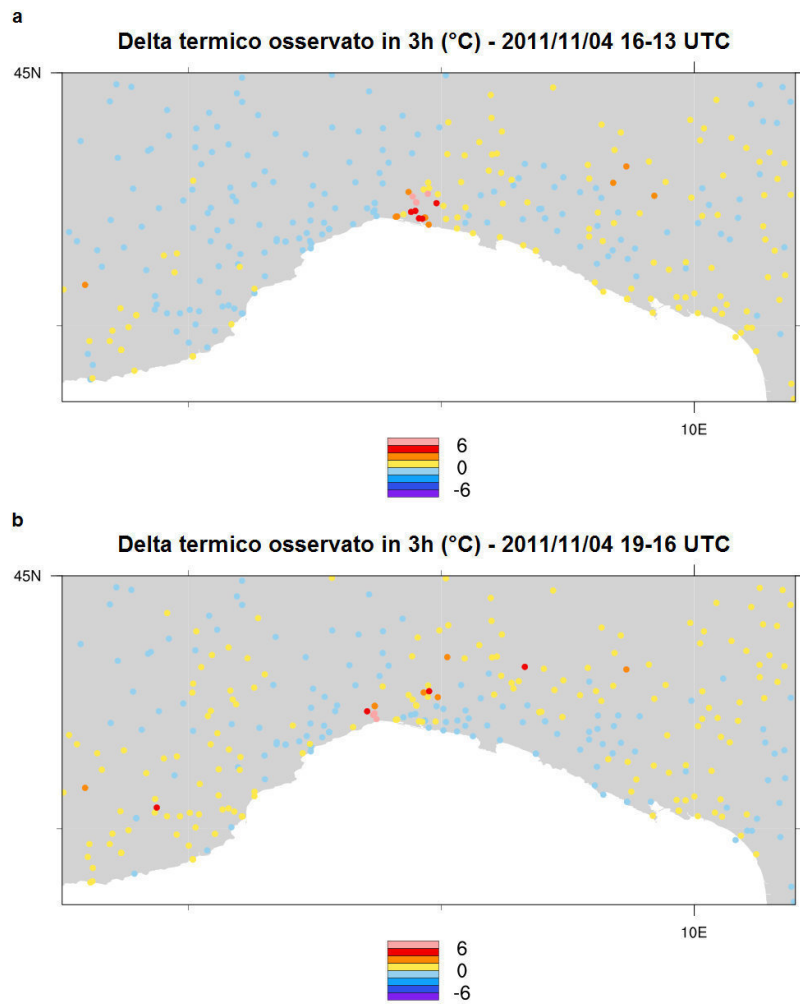 a
Delta termico osservato in 3h (°C) - 2011/11/04 16-13 UTC
45N
10E
6
0
-6
b
Delta termico osservato in 3h (°C) - 2011/11/04 19-16 UTC
45N
10E
6
0
-6